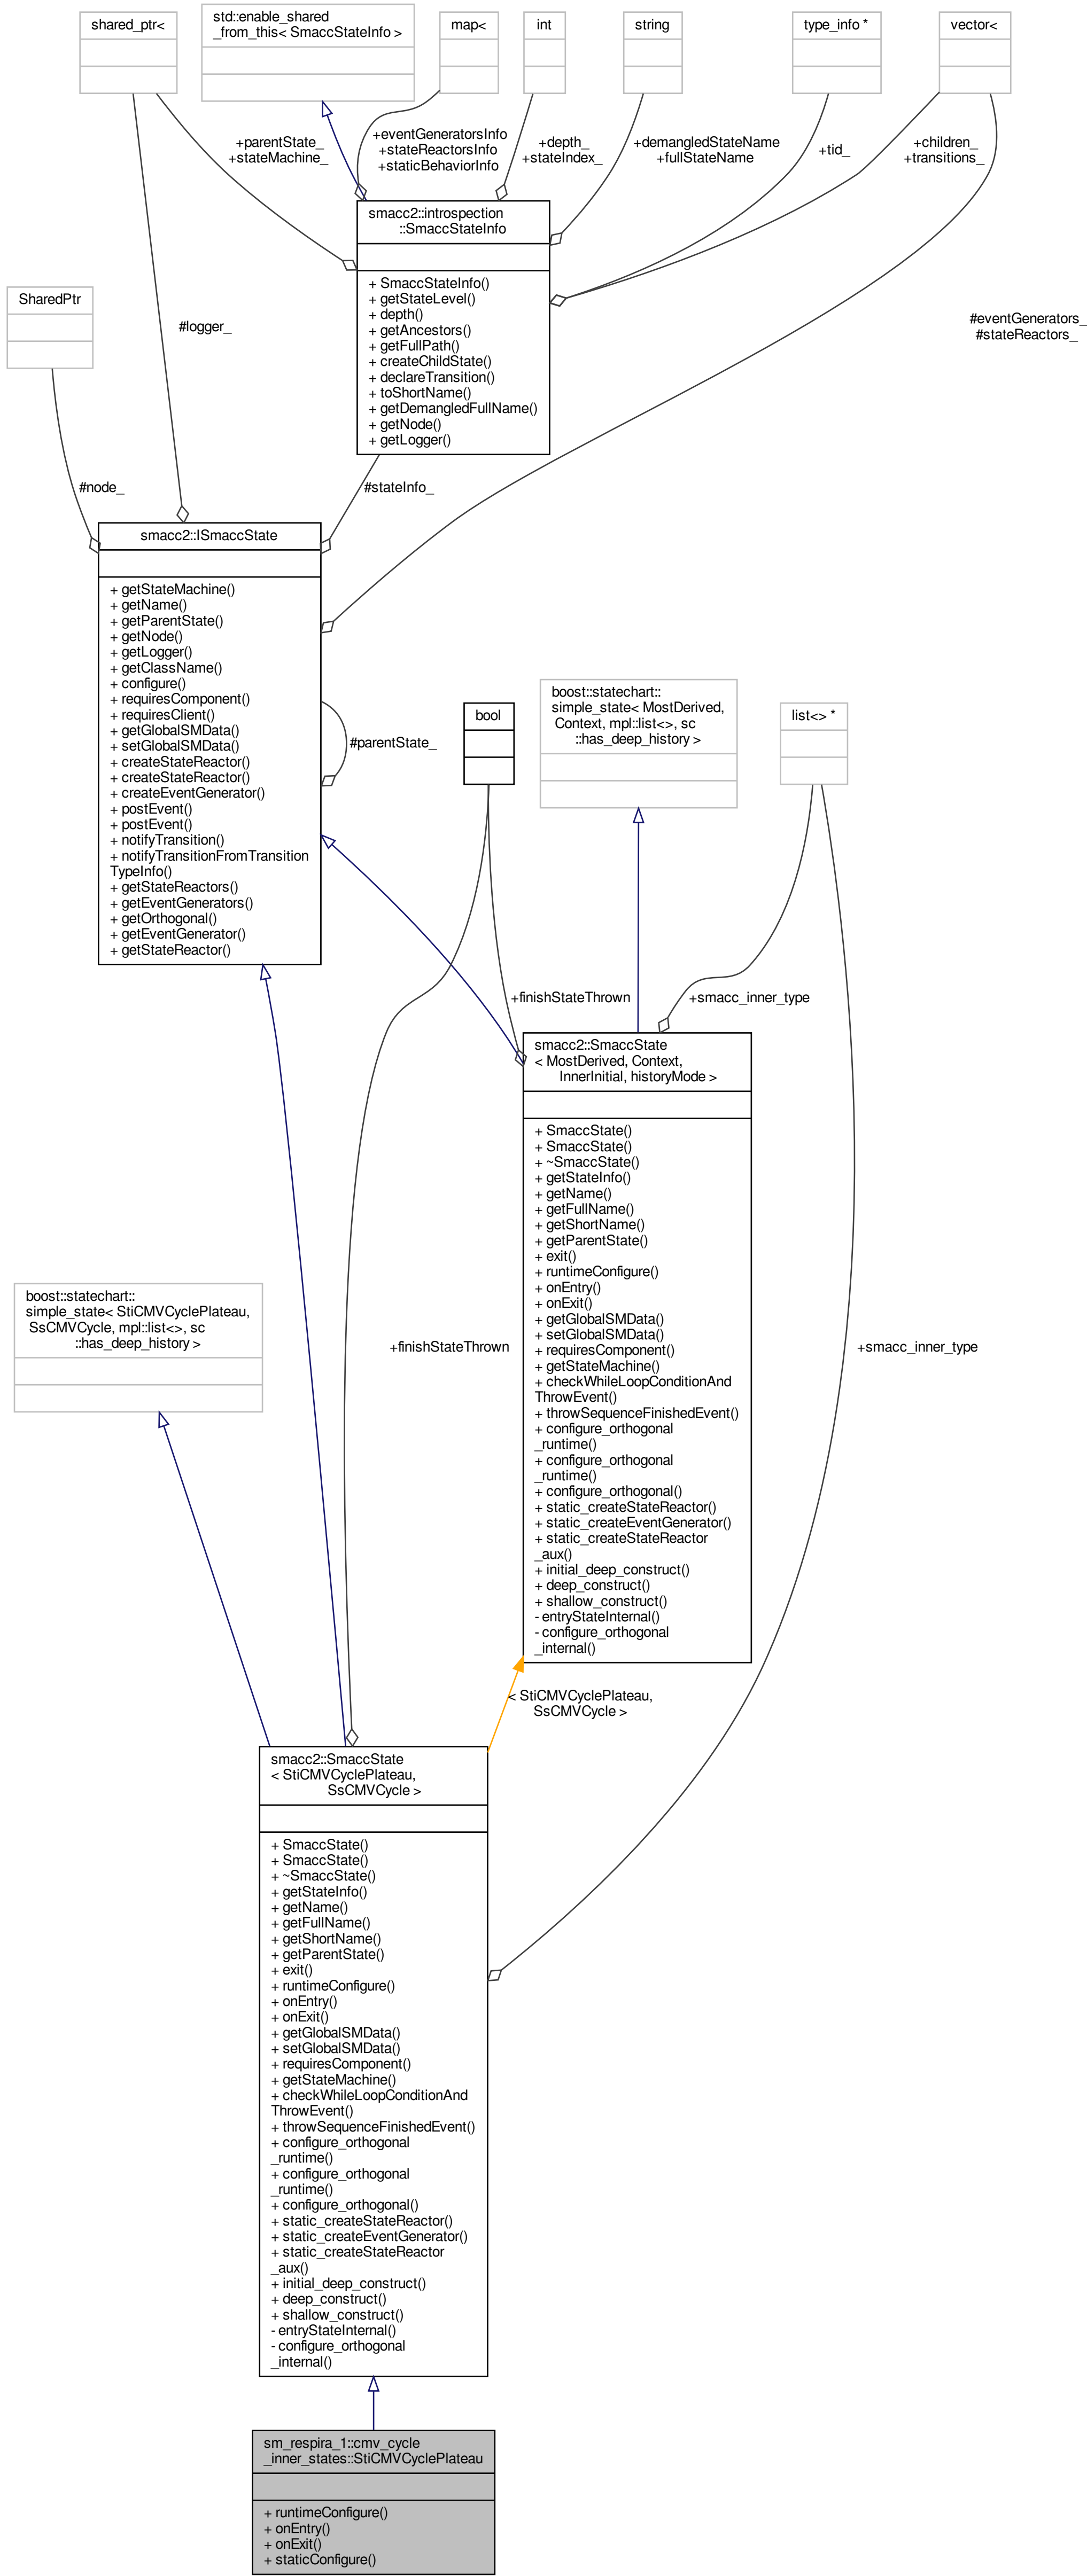 shared_ptr<
std::enable_shared
_from_this< SmaccStateInfo >
map<
int
string
type_info *
vector<
+parentState_
+stateMachine_
+eventGeneratorsInfo
+stateReactorsInfo
+staticBehaviorInfo
+depth_
+stateIndex_
+demangledStateName
+fullStateName
+tid_
+children_
+transitions_
smacc2::introspection
::SmaccStateInfo
+ SmaccStateInfo()
+ getStateLevel()
+ depth()
+ getAncestors()
+ getFullPath()
+ createChildState()
+ declareTransition()
+ toShortName()
+ getDemangledFullName()
+ getNode()
+ getLogger()
SharedPtr
#logger_
#eventGenerators_
#stateReactors_
#node_
#stateInfo_
smacc2::ISmaccState
+ getStateMachine()
+ getName()
+ getParentState()
+ getNode()
+ getLogger()
+ getClassName()
+ configure()
+ requiresComponent()
+ requiresClient()
+ getGlobalSMData()
+ setGlobalSMData()
+ createStateReactor()
+ createStateReactor()
+ createEventGenerator()
+ postEvent()
+ postEvent()
+ notifyTransition()
+ notifyTransitionFromTransition
TypeInfo()
+ getStateReactors()
+ getEventGenerators()
+ getOrthogonal()
+ getEventGenerator()
+ getStateReactor()
#parentState_
bool
boost::statechart::
simple_state< MostDerived,
Context, mpl::list<>, sc
::has_deep_history >
list<> *
+finishStateThrown
+smacc_inner_type
smacc2::SmaccState
< MostDerived, Context,
InnerInitial, historyMode >
+ SmaccState()
+ SmaccState()
+ ~SmaccState()
+ getStateInfo()
+ getName()
+ getFullName()
+ getShortName()
+ getParentState()
+ exit()
+ runtimeConfigure()
+ onEntry()
+ onExit()
+ getGlobalSMData()
+ setGlobalSMData()
+ requiresComponent()
+ getStateMachine()
+ checkWhileLoopConditionAnd
ThrowEvent()
+ throwSequenceFinishedEvent()
+ configure_orthogonal
_runtime()
+ configure_orthogonal
_runtime()
+ configure_orthogonal()
+ static_createStateReactor()
+ static_createEventGenerator()
+ static_createStateReactor
_aux()
+ initial_deep_construct()
+ deep_construct()
+ shallow_construct()
- entryStateInternal()
- configure_orthogonal
_internal()
boost::statechart::
simple_state< StiCMVCyclePlateau,
SsCMVCycle, mpl::list<>, sc
::has_deep_history >
+finishStateThrown
+smacc_inner_type
< StiCMVCyclePlateau,
SsCMVCycle >
smacc2::SmaccState
< StiCMVCyclePlateau,
SsCMVCycle >
+ SmaccState()
+ SmaccState()
+ ~SmaccState()
+ getStateInfo()
+ getName()
+ getFullName()
+ getShortName()
+ getParentState()
+ exit()
+ runtimeConfigure()
+ onEntry()
+ onExit()
+ getGlobalSMData()
+ setGlobalSMData()
+ requiresComponent()
+ getStateMachine()
+ checkWhileLoopConditionAnd
ThrowEvent()
+ throwSequenceFinishedEvent()
+ configure_orthogonal
_runtime()
+ configure_orthogonal
_runtime()
+ configure_orthogonal()
+ static_createStateReactor()
+ static_createEventGenerator()
+ static_createStateReactor
_aux()
+ initial_deep_construct()
+ deep_construct()
+ shallow_construct()
- entryStateInternal()
- configure_orthogonal
_internal()
sm_respira_1::cmv_cycle
_inner_states::StiCMVCyclePlateau
+ runtimeConfigure()
+ onEntry()
+ onExit()
+ staticConfigure()